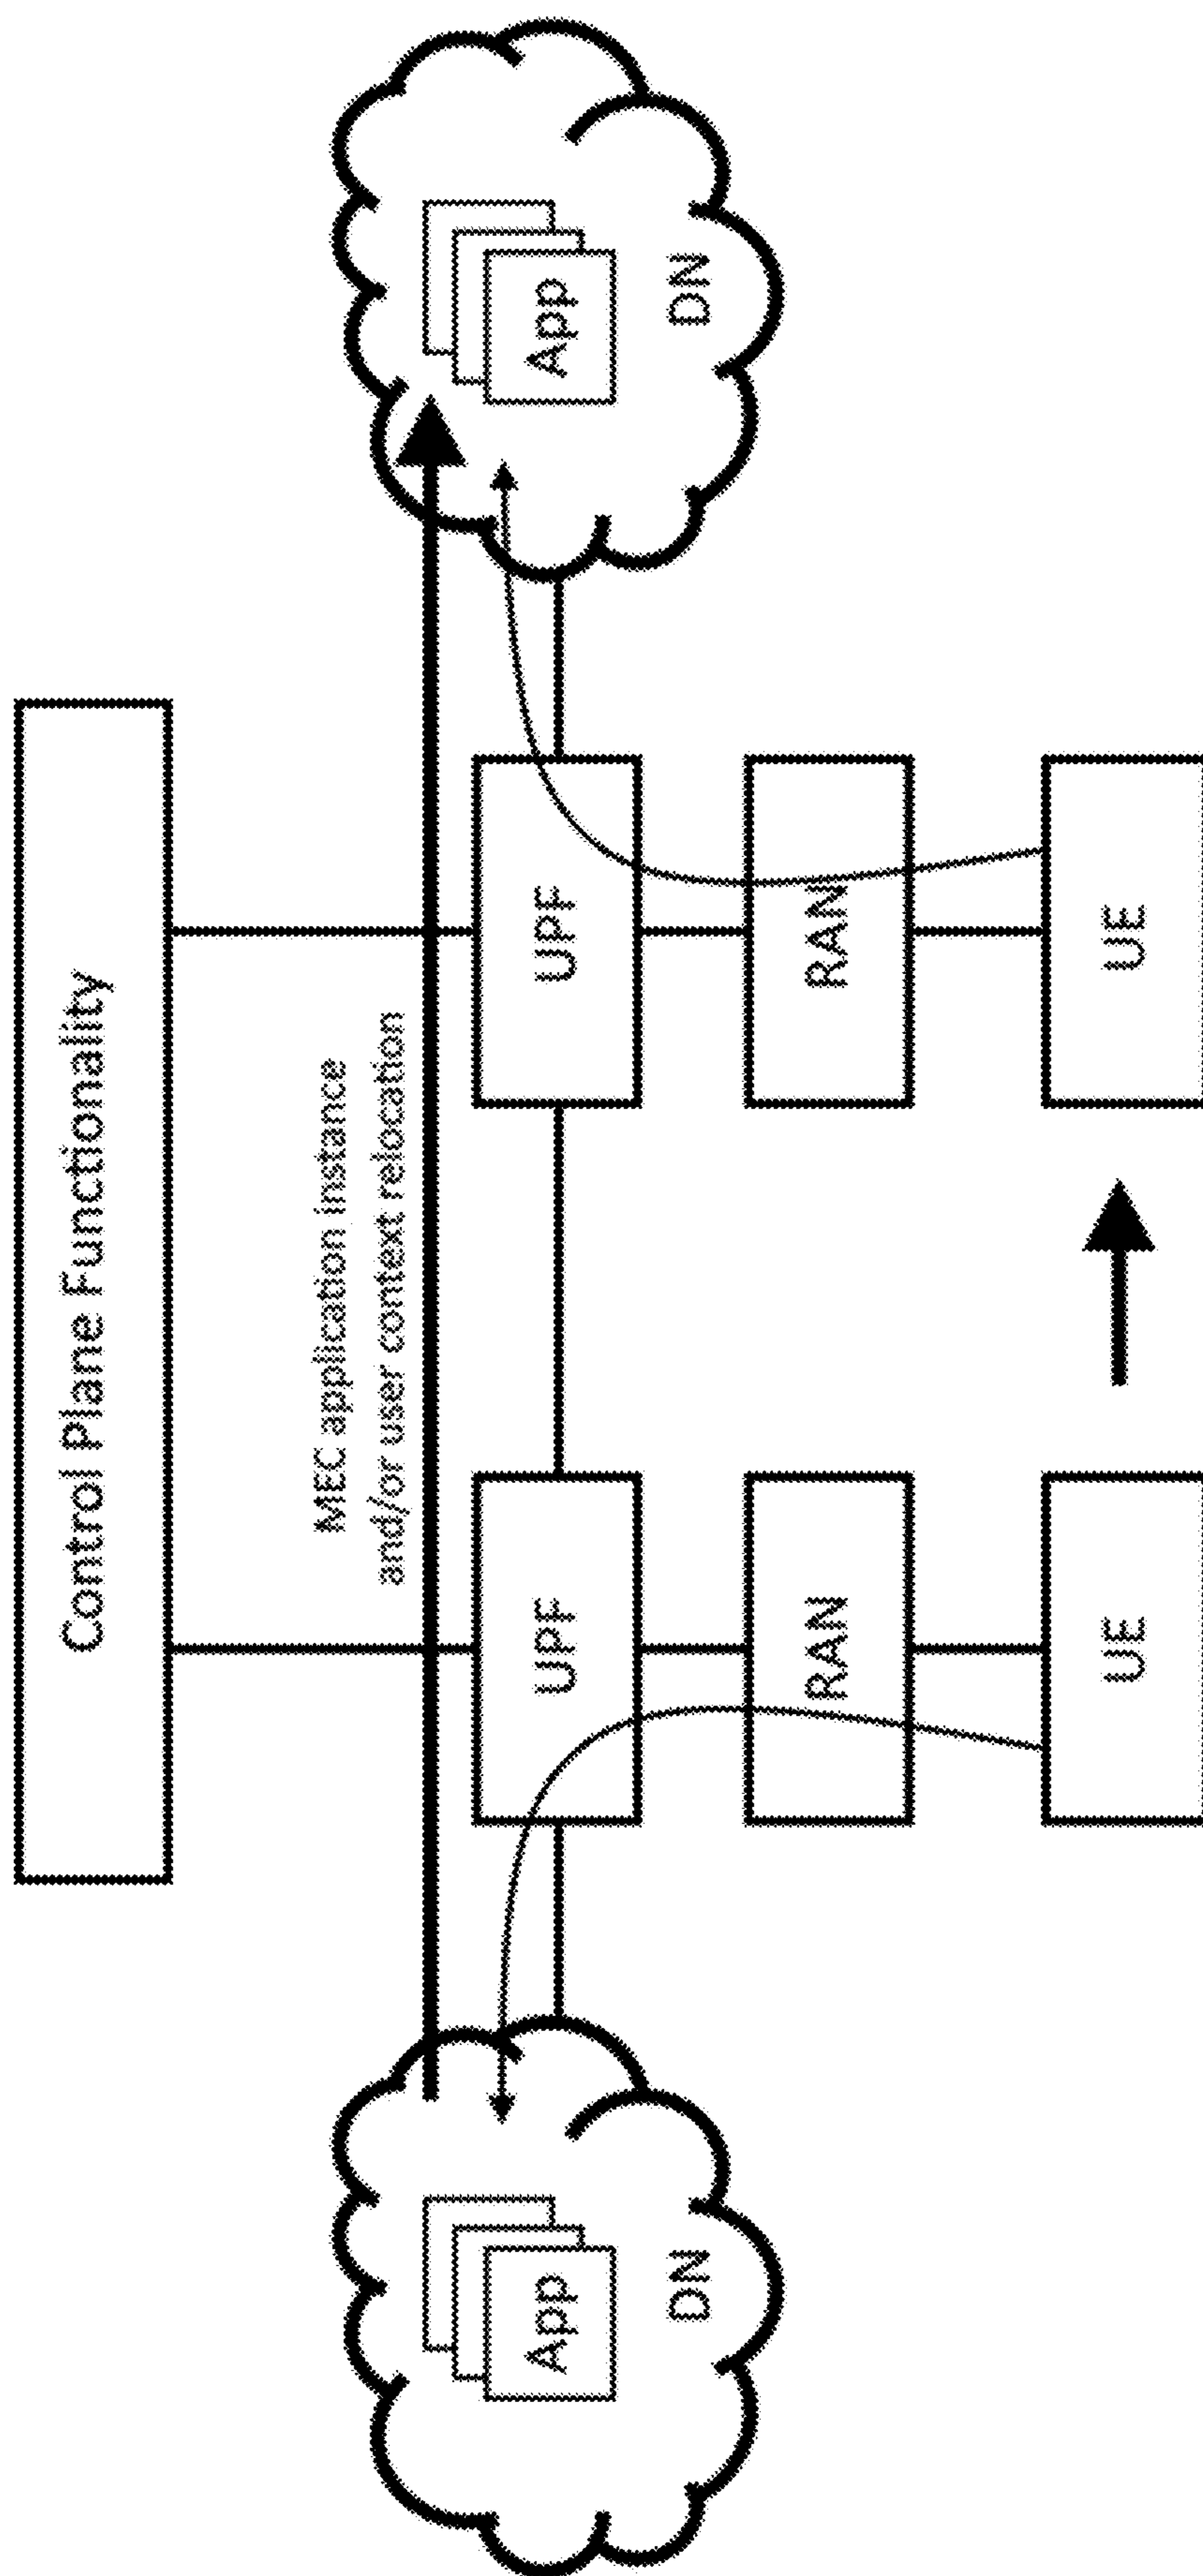 Control Plane Functionality
MEC application instance
and/or user context relocation
App
DN
UPF
UPF
App
DN
RAN
RAN
UE
UE